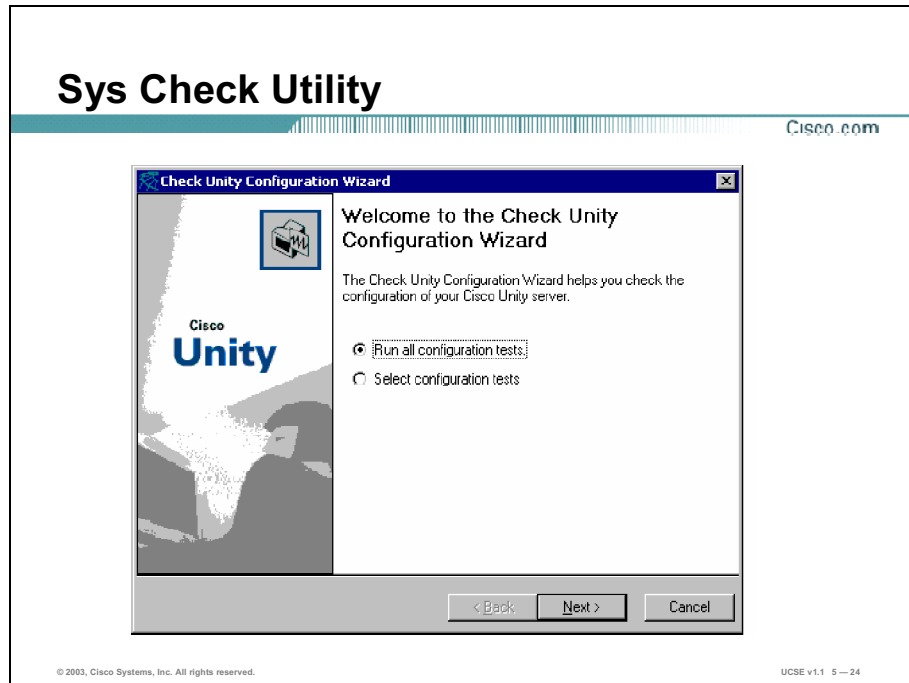 Sys Check Utility
Cisco.com
Check Unity Configuration Wizard
Welcome to the Check Unity
Configuration Wizard
The Check Unity Configuration Wizard helps you check the
configuration of your Cisco Unity server.
Cisco
Unity
Run all configuration tests.
Select configuration tests
< Back
Next >
Cancel
© 2003, Cisco Systems, Inc. All rights reserved.
UCSE v1.1 5 — 24